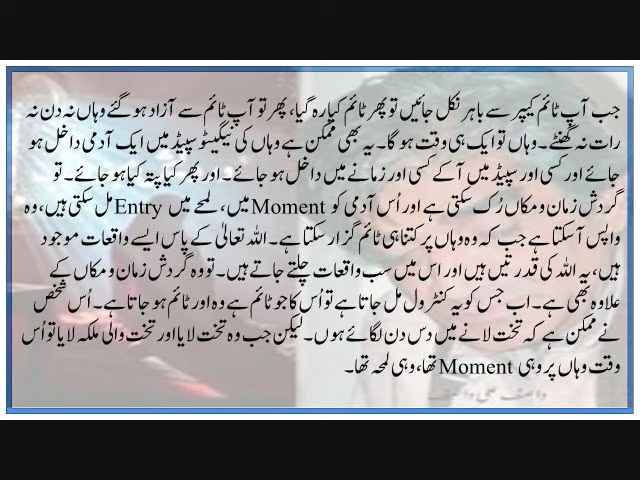 جب آپ ٹائم کیپر سے باہر نکل جائیں تو پھر ٹائم کیا رہ گیا، پھر تو آپ ٹائم سے آزاد ہو گئے وہاں نہ دن نہ
رات نہ گھنٹے۔ وہاں تو ایک ہی وقت ہو گا۔ یہ بھی ممکن ہے وہاں کی نیگیٹو سپیڈ میں ایک آدمی داخل ہو
جائے اور کسی اور سپیڈ میں آ کے کسی اور زمانے میں داخل ہو جائے۔ اور پھر کیا پتہ کیا ہو جائے۔ تو
گردش زمان و مکاں رُک سکتی ہے اور اُس آدمی کو Moment میں، لمحے میں Entry مل سکتی ہیں، وہ
واپس آ سکتا ہے جب کہ وہ وہاں پر کتنا ہی ٹائم گزار سکتا ہے۔ اللہ تعالیٰ کے پاس ایسے واقعات موجود
ہیں، یہ اللہ کی قدرتیں ہیں اور اس میں سب واقعات چلتے جاتے ہیں۔ تو وہ گردش زمان و مکاں کے
علاوہ بھی ہے۔ اب جس کو یہ کنٹرول مل جاتا ہے تو اُس کا جو ٹائم ہے وہ اور ٹائم ہو جاتا ہے۔ اُس شخص
نے ممکن ہے کہ تخت لانے میں دس دن لگائے ہوں۔ لیکن جب وہ تخت لایا اور تخت والی ملکہ لایا تو اُس
وقت وہاں پر وہی Moment تھا، وہی لمحہ تھا۔
واصف علی واصف